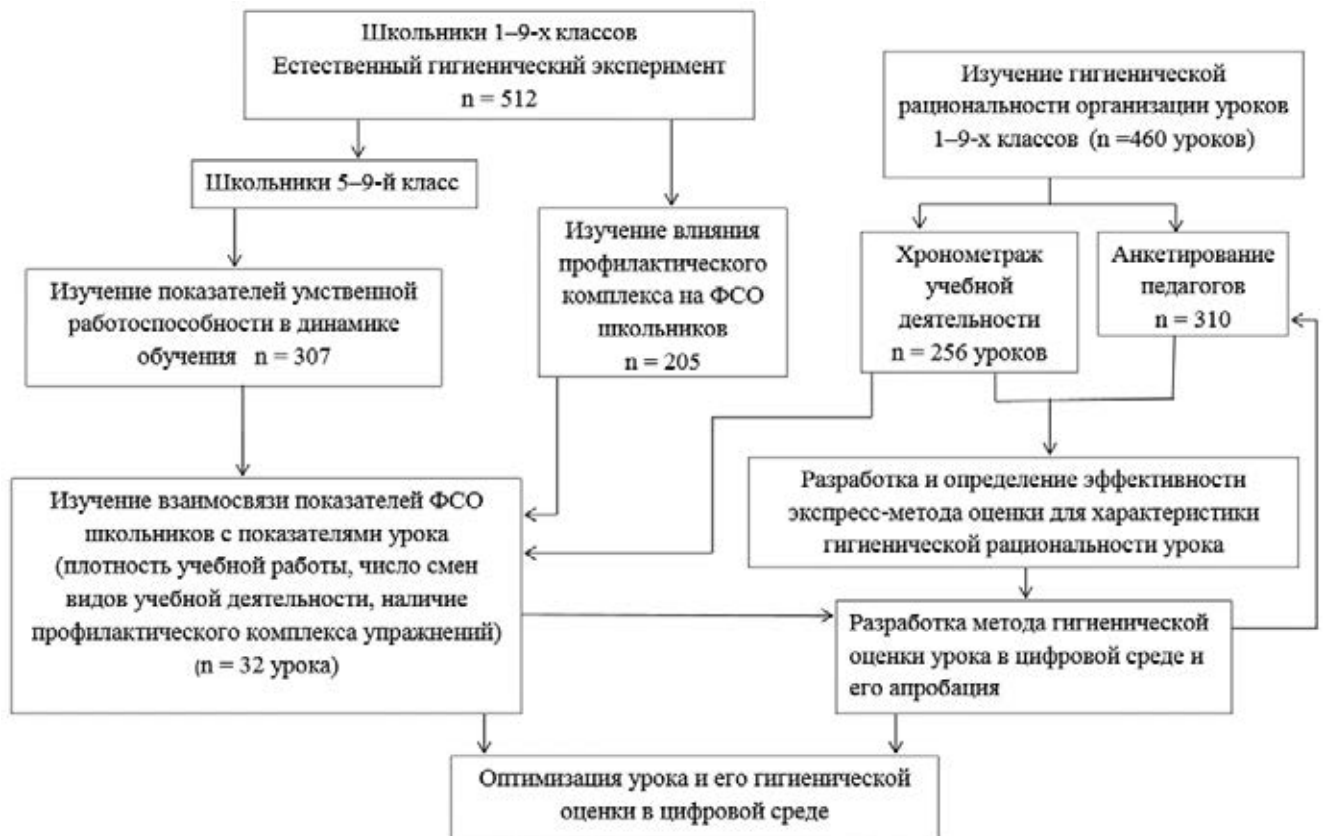 Школьники 1–9-х классов
Естественный гигиенический эксперимент
n = 512
Изучение гигиенической
рациональности организации уроков
1–9-х классов (n =460 уроков)
Школьники 5–9-й класс
Изучение влияния
профилактического
комплекса на ФСО
школьников
n = 205
Хронометраж
учебной
деятельности
n = 256 уроков
Анкетирование
педагогов
n = 310
Изучение показателей умственной
работоспособности в динамике
обучения n = 307
Изучение взаимосвязи показателей ФСО
школьников с показателями урока
(плотность учебной работы, число смен
видов учебной деятельности, наличие
профилактического комплекса упражнений)
(n = 32 урока)
Разработка и определение эффективности
экспресс-метода оценки для характеристики
гигиенической рациональности урока
Разработка метода гигиенической
оценки урока в цифровой среде и
его апробация
Оптимизация урока и его гигиенической
оценки в цифровой среде